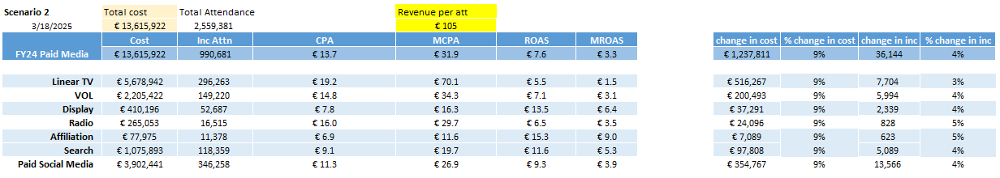 Scenario 2 Total cost Total Attendance Revenue per att
3/18/2025 € 13,615,922 2,559,381 € 105
Cost Inc Attn CPA MCPA ROAS MROAS change in cost % change in cost change in inc % change in inc
FY24 Paid Media € 13,615,922 990,681 € 13.7 € 31.9 € 7.6 € 3.3 € 1,237,811 9% 36,144 4%
Linear TV € 5,678,942 296,263 € 19.2 € 70.1 € 5.5 € 1.5 € 516,267 9% 7,704 3%
VOL € 2,205,422 149,220 € 14.8 € 34.3 € 7.1 € 3.1 € 200,493 9% 5,994 4%
Display € 410,196 52,687 € 7.8 € 16.3 € 13.5 € 6.4 € 37,291 9% 2,339 4%
Radio € 265,053 16,515 € 16.0 € 29.7 € 6.5 € 3.5 € 24,096 9% 828 5%
Affiliation € 77,975 11,378 € 6.9 € 11.6 € 15.3 € 9.0 € 7,089 9% 623 5%
Search € 1,075,893 118,359 € 9.1 € 19.7 € 11.6 € 5.3 € 97,808 9% 5,089 4%
Paid Social Media € 3,902,441 346,258 € 11.3 € 26.9 € 9.3 € 3.9 € 354,767 9% 13,566 4%